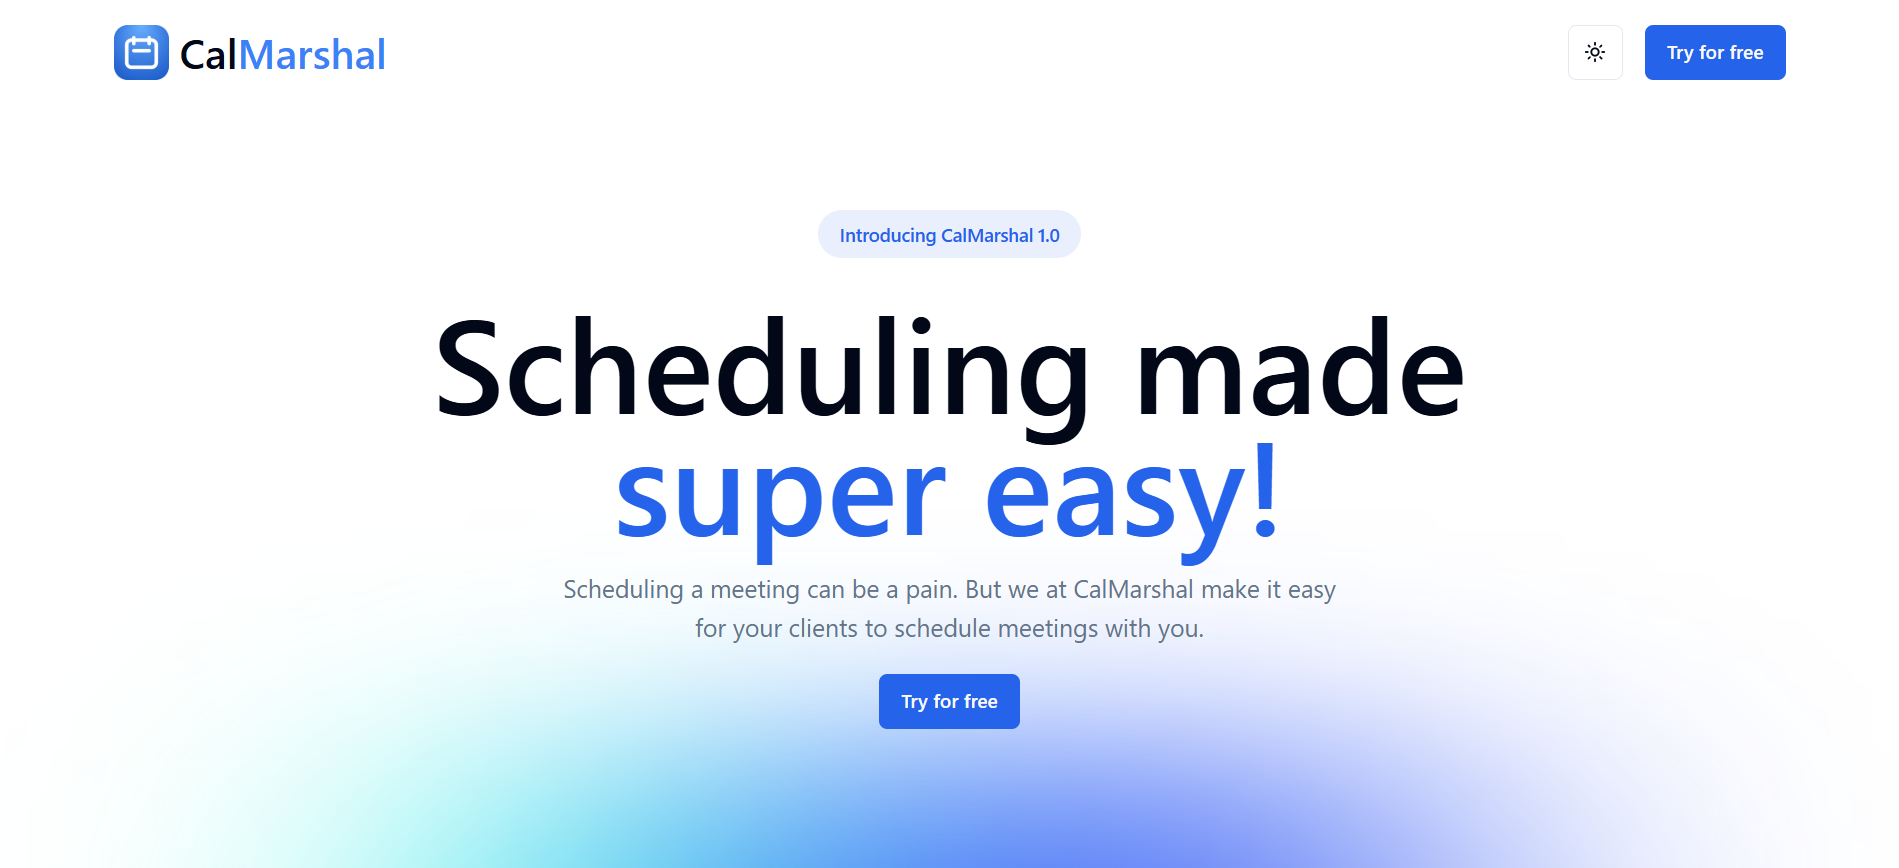 CalMarshal
Try for free
Introducing CalMarshal 1.0
Scheduling made
super easy!
Scheduling a meeting can be a pain. But we at CalMarshal make it easy
for your clients to schedule meetings with you.
Try for free